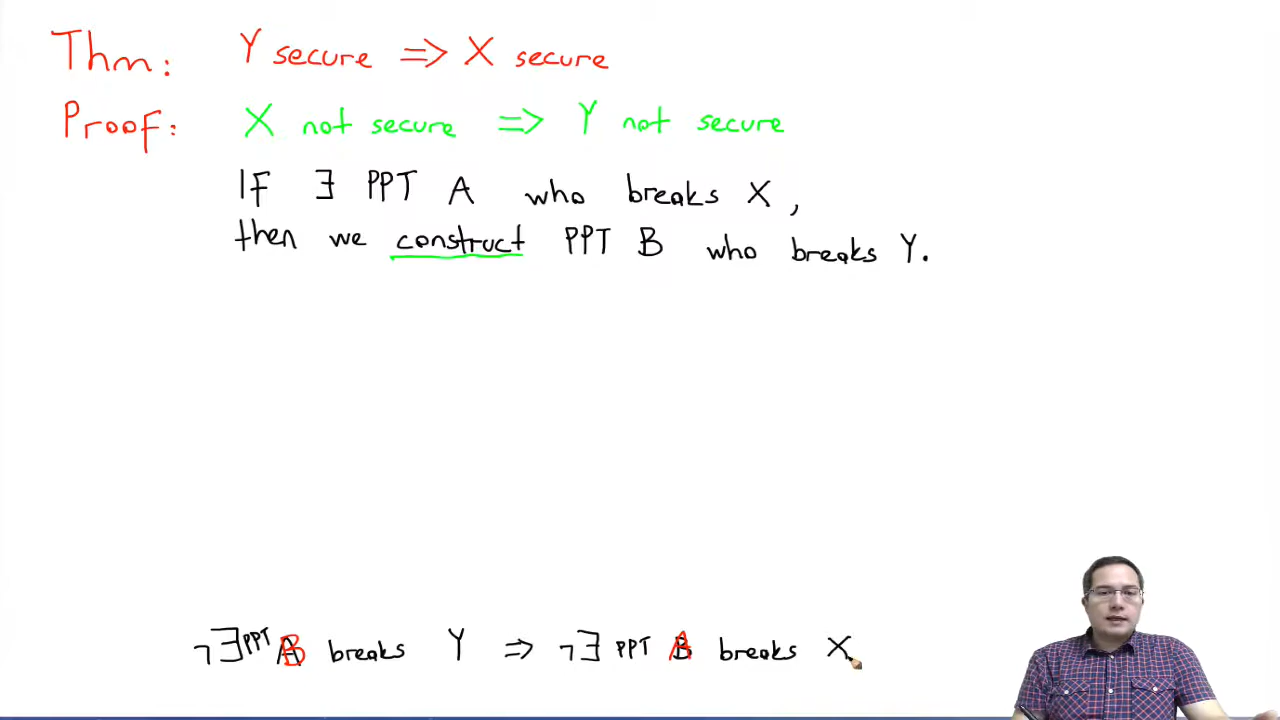 Thm: Y secure => X secure
Proof: X not secure => Y not secure
IF ∃ PPT A who breaks X,
then we construct PPT B who breaks Y.
¬∃ PPT B breaks Y => ¬∃ PPT A breaks X